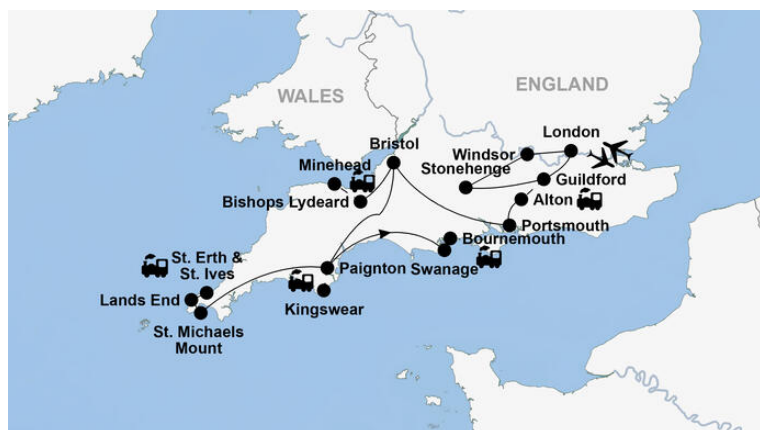 ENGLAND
WALES
London
Bristol
Windsor
Minehead
Stonehenge
Guildford
Bishops Lydeard
Alton
Portsmouth
Bournemouth
St. Erth &
St. Ives
Paignton
Swanage
Lands End
Kingswear
St. Michaels
Mount